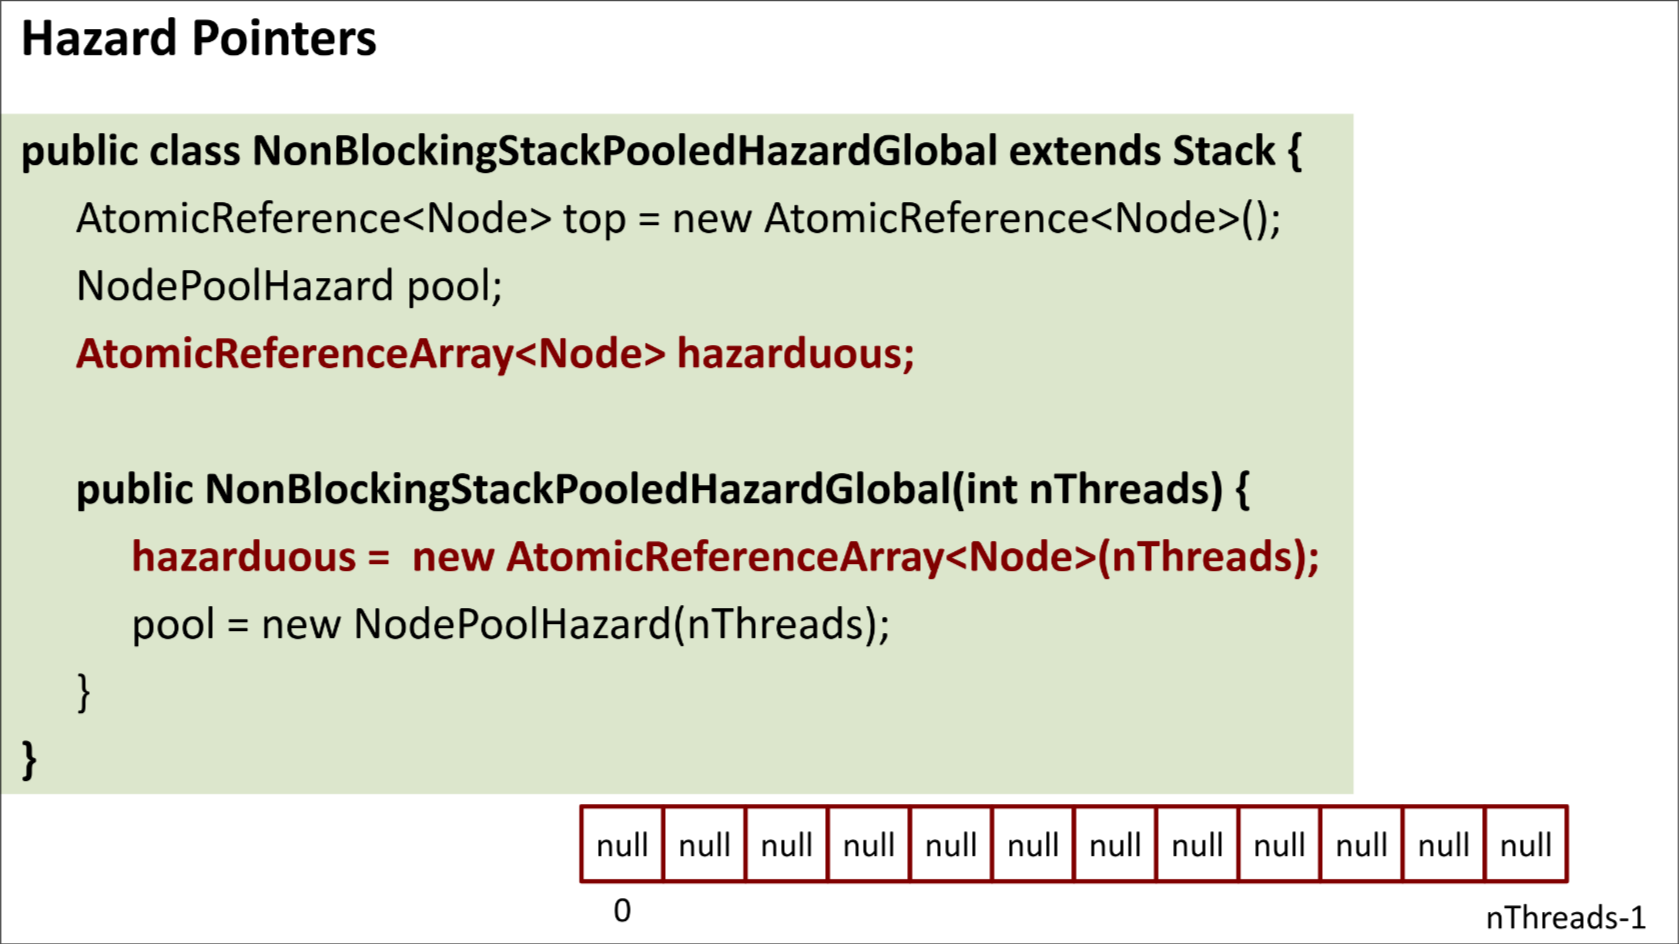 Hazard Pointers
public class NonBlockingStackPooledHazardGlobal extends Stack {
AtomicReference<Node> top = new AtomicReference<Node>();
NodePoolHazard pool;
AtomicReferenceArray<Node> hazarduous;
public NonBlockingStackPooledHazardGlobal(int nThreads) {
hazarduous =  new AtomicReferenceArray<Node>(nThreads);
pool = new NodePoolHazard(nThreads);
}
}
null null null null null null null null null null null null
0 nThreads-1